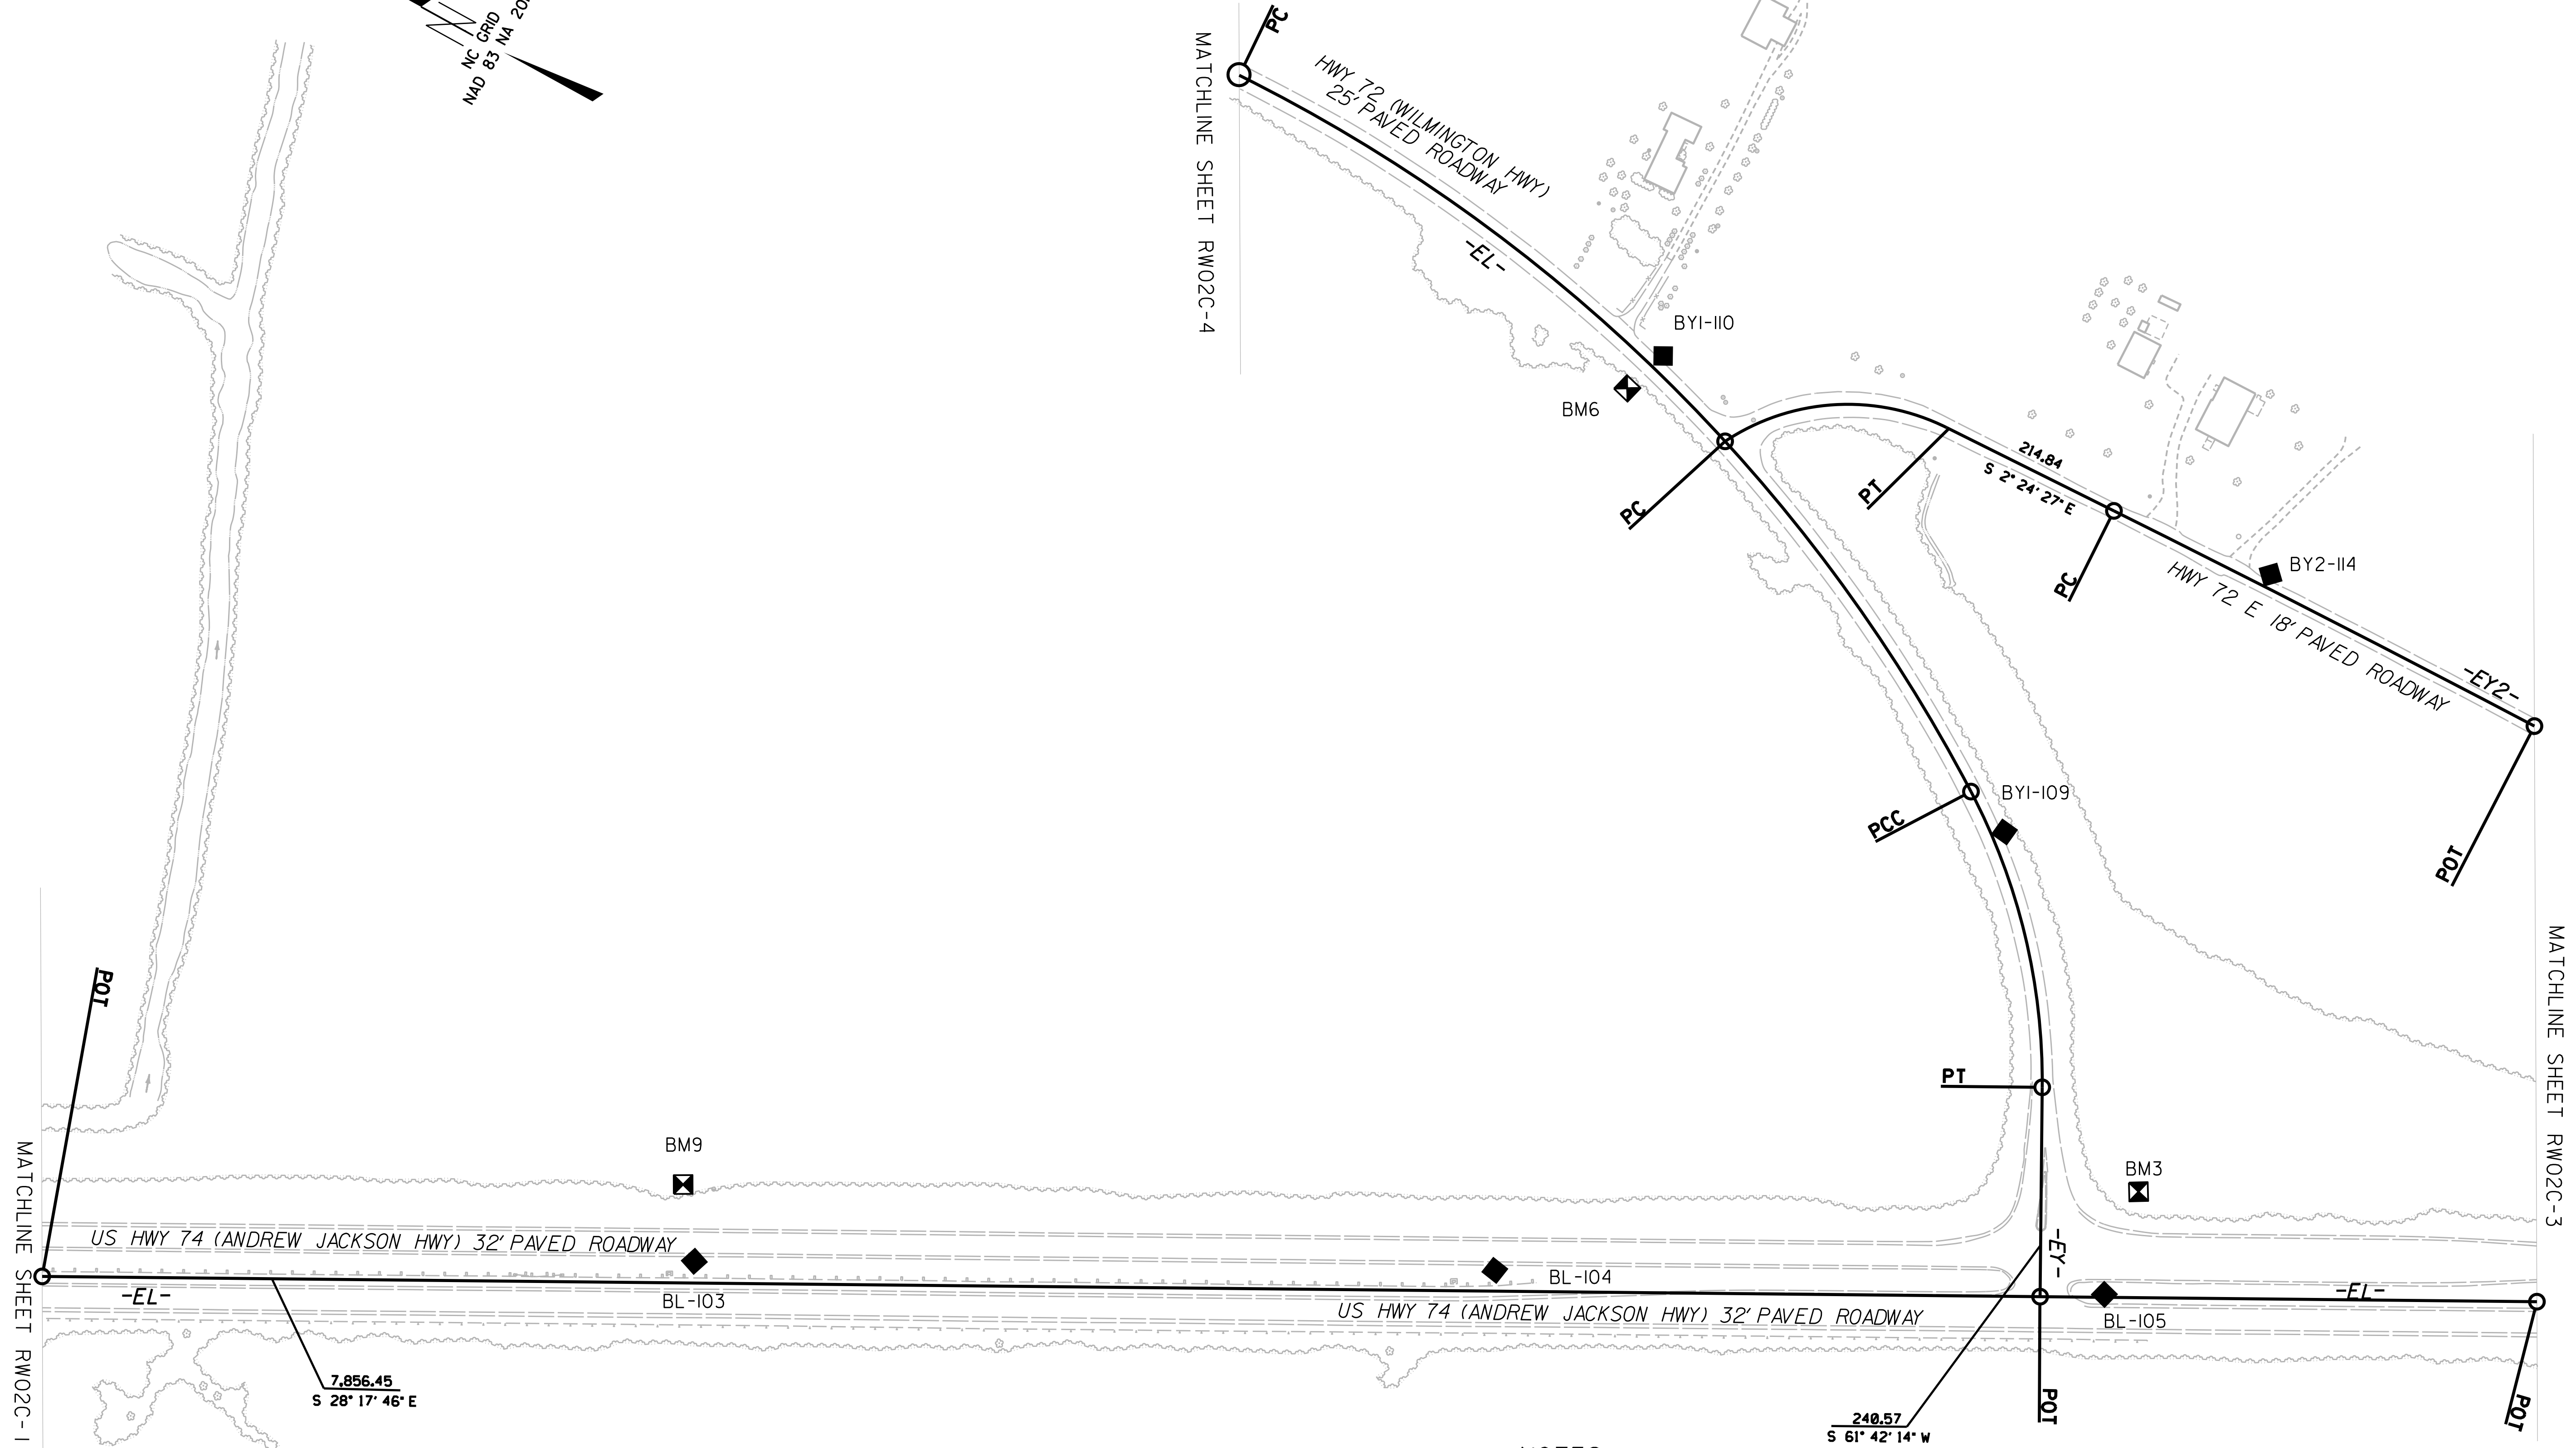 NC GRID
NAD 83 NA 20
PC
MATCHLINE SHEET RW02C-4
HWY 72 (WILMINGTON HWY)
25' PAVED ROADWAY
-EL-
BY1-110
BM6
PC
PT
214.84
S 2° 24' 27" E
PC
BY2-114
HWY 72 E 18' PAVED ROADWAY
-EY2-
POT
BY1-109
PCC
MATCHLINE SHEET RW02C-3
POT
PT
BM9
BM3
MATCHLINE SHEET RW02C-1
US HWY 74 (ANDREW JACKSON HWY) 32' PAVED ROADWAY
-EY-
-EL-
BL-103
BL-104
US HWY 74 (ANDREW JACKSON HWY) 32' PAVED ROADWAY
-EL-
BL-105
7,856.45
S 28° 17' 46" E
POT
POT
240.57
S 61° 42' 14" W